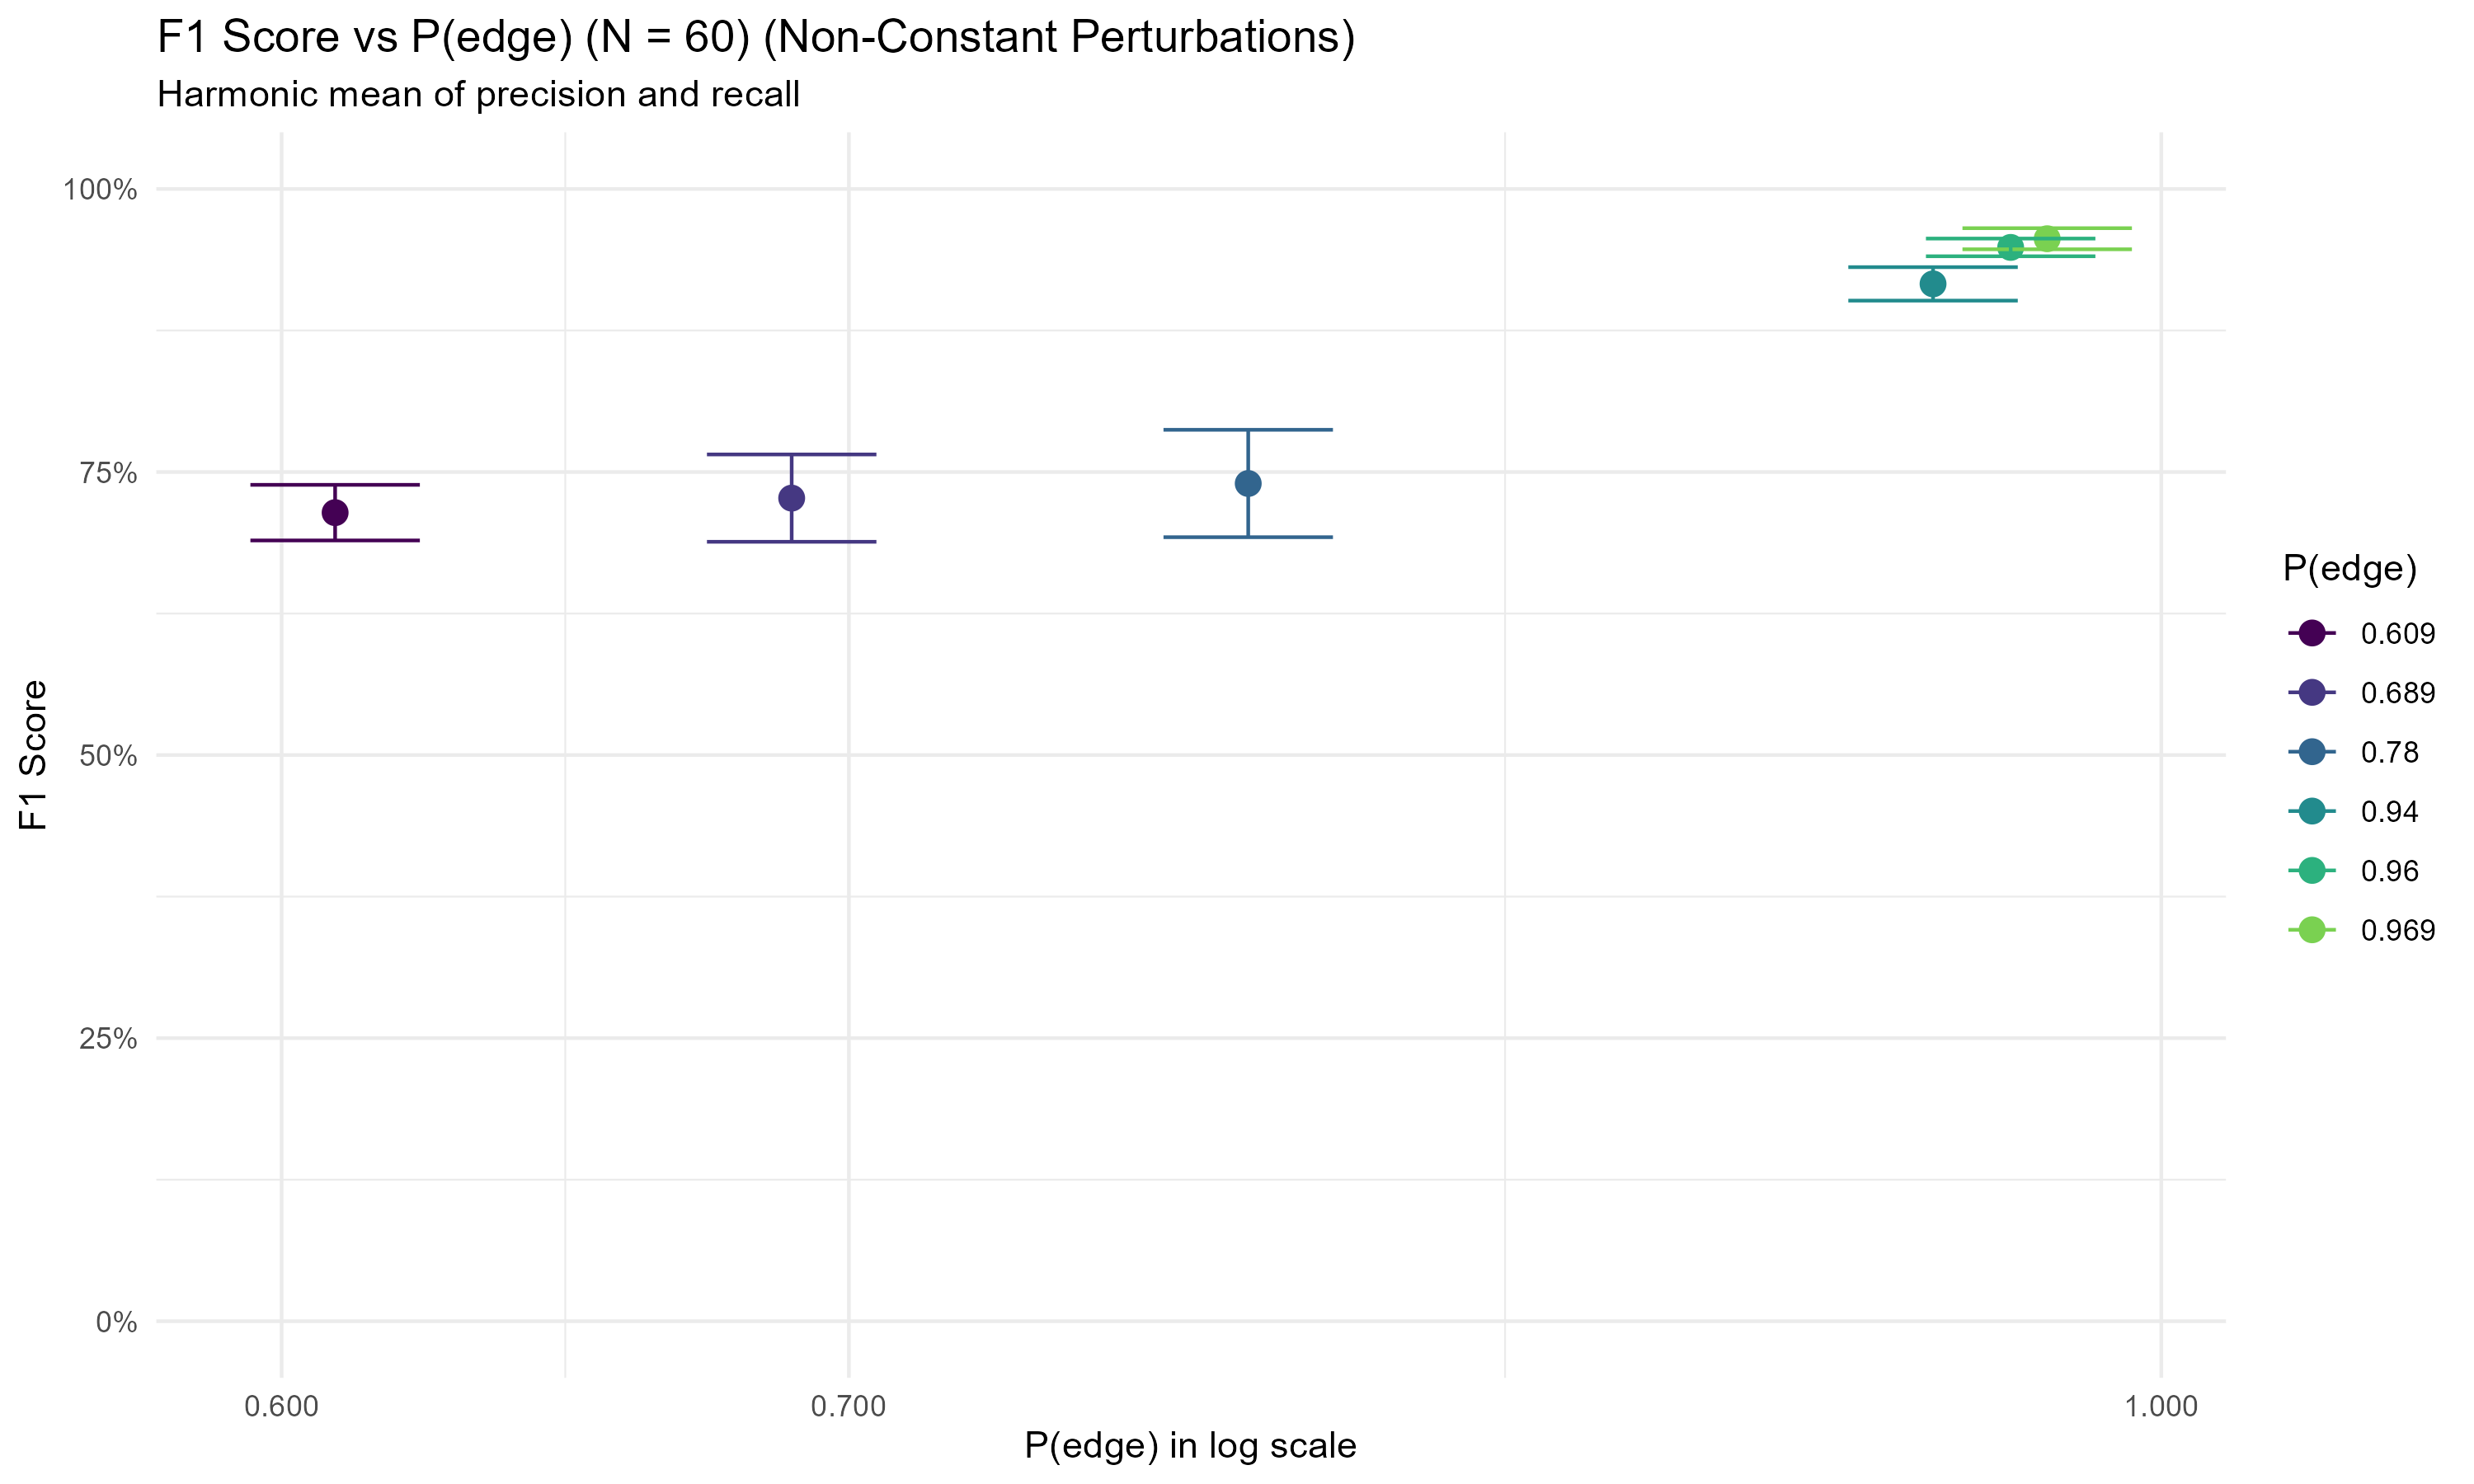 F1 Score vs P(edge) (N = 60) (Non-Constant Perturbations)
Harmonic mean of precision and recall
100%
75%
50%
25%
0%
F1 Score
0.600
0.700
1.000
P(edge) in log scale
P(edge)
0.609
0.689
0.78
0.94
0.96
0.969